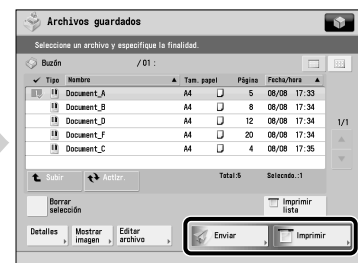 Archivos guardados
Seleccione un archivo y especifique la finalidad.
Buzón / 01 :
Tipo Nombre Tam. papel Página Fecha/hora
Document_A A4 5 08/08 17:33
Document_B A4 8 08/08 17:34
Document_D A4 12 08/08 17:34
Document_F A4 20 08/08 17:34
Document_C A4 4 08/08 17:35
1/1
Subir Actlzr. Total:5 Selecndo.:1
Borrar selección
Imprimir lista
Detalles Mostrar imagen Editar archivo
Enviar Imprimir